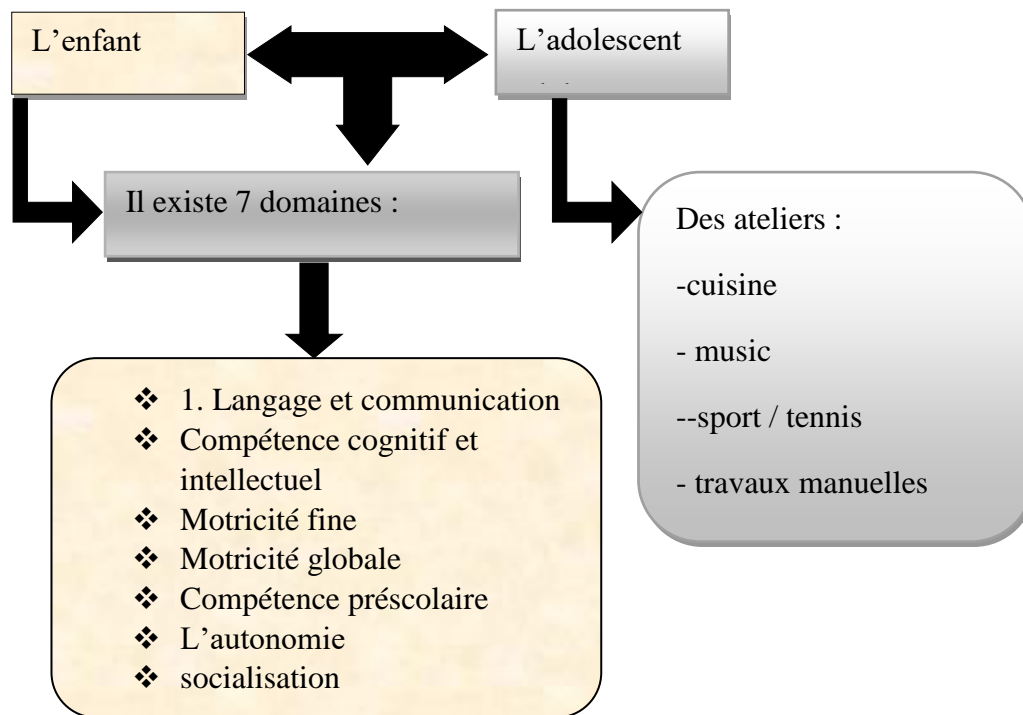 L’enfant
L’adolescent
Il existe 7 domaines :
Des ateliers :
-cuisine
- music
--sport / tennis
- travaux manuelles
❖ 1. Langage et communication
❖ Compétence cognitif et
intellectuel
❖ Motricité fine
❖ Motricité globale
❖ Compétence préscolaire
❖ L’autonomie
❖ socialisation